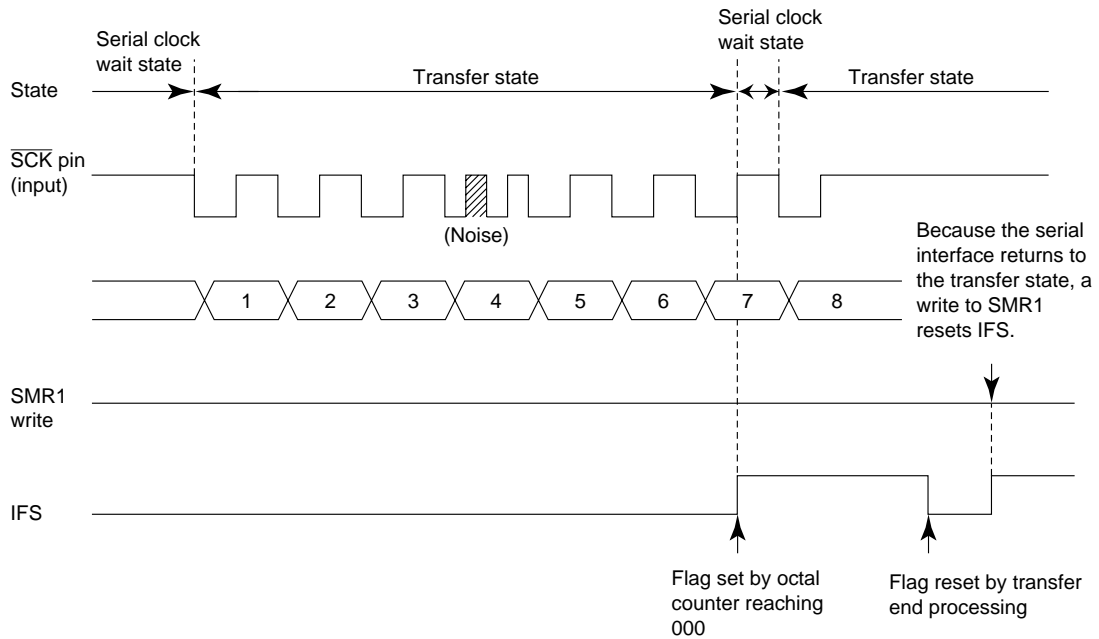 Serial clock
wait state
Serial clock
wait state
State
Transfer state
Transfer state
SCK pin
(input)
(Noise)
Because the serial
interface returns to
the transfer state, a
write to SMR1
resets IFS.
1 2 3 4 5 6 7 8
SMR1
write
IFS
Flag set by octal
counter reaching
000
Flag reset by transfer
end processing